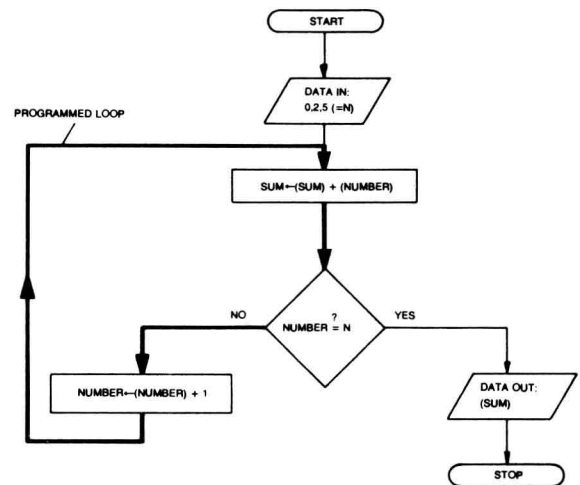 START
DATA IN:
0,2,5 (=N)
PROGRAMMED LOOP
SUM←(SUM) + (NUMBER)
NO
?
NUMBER = N
YES
NUMBER←(NUMBER) + 1
DATA OUT:
(SUM)
STOP